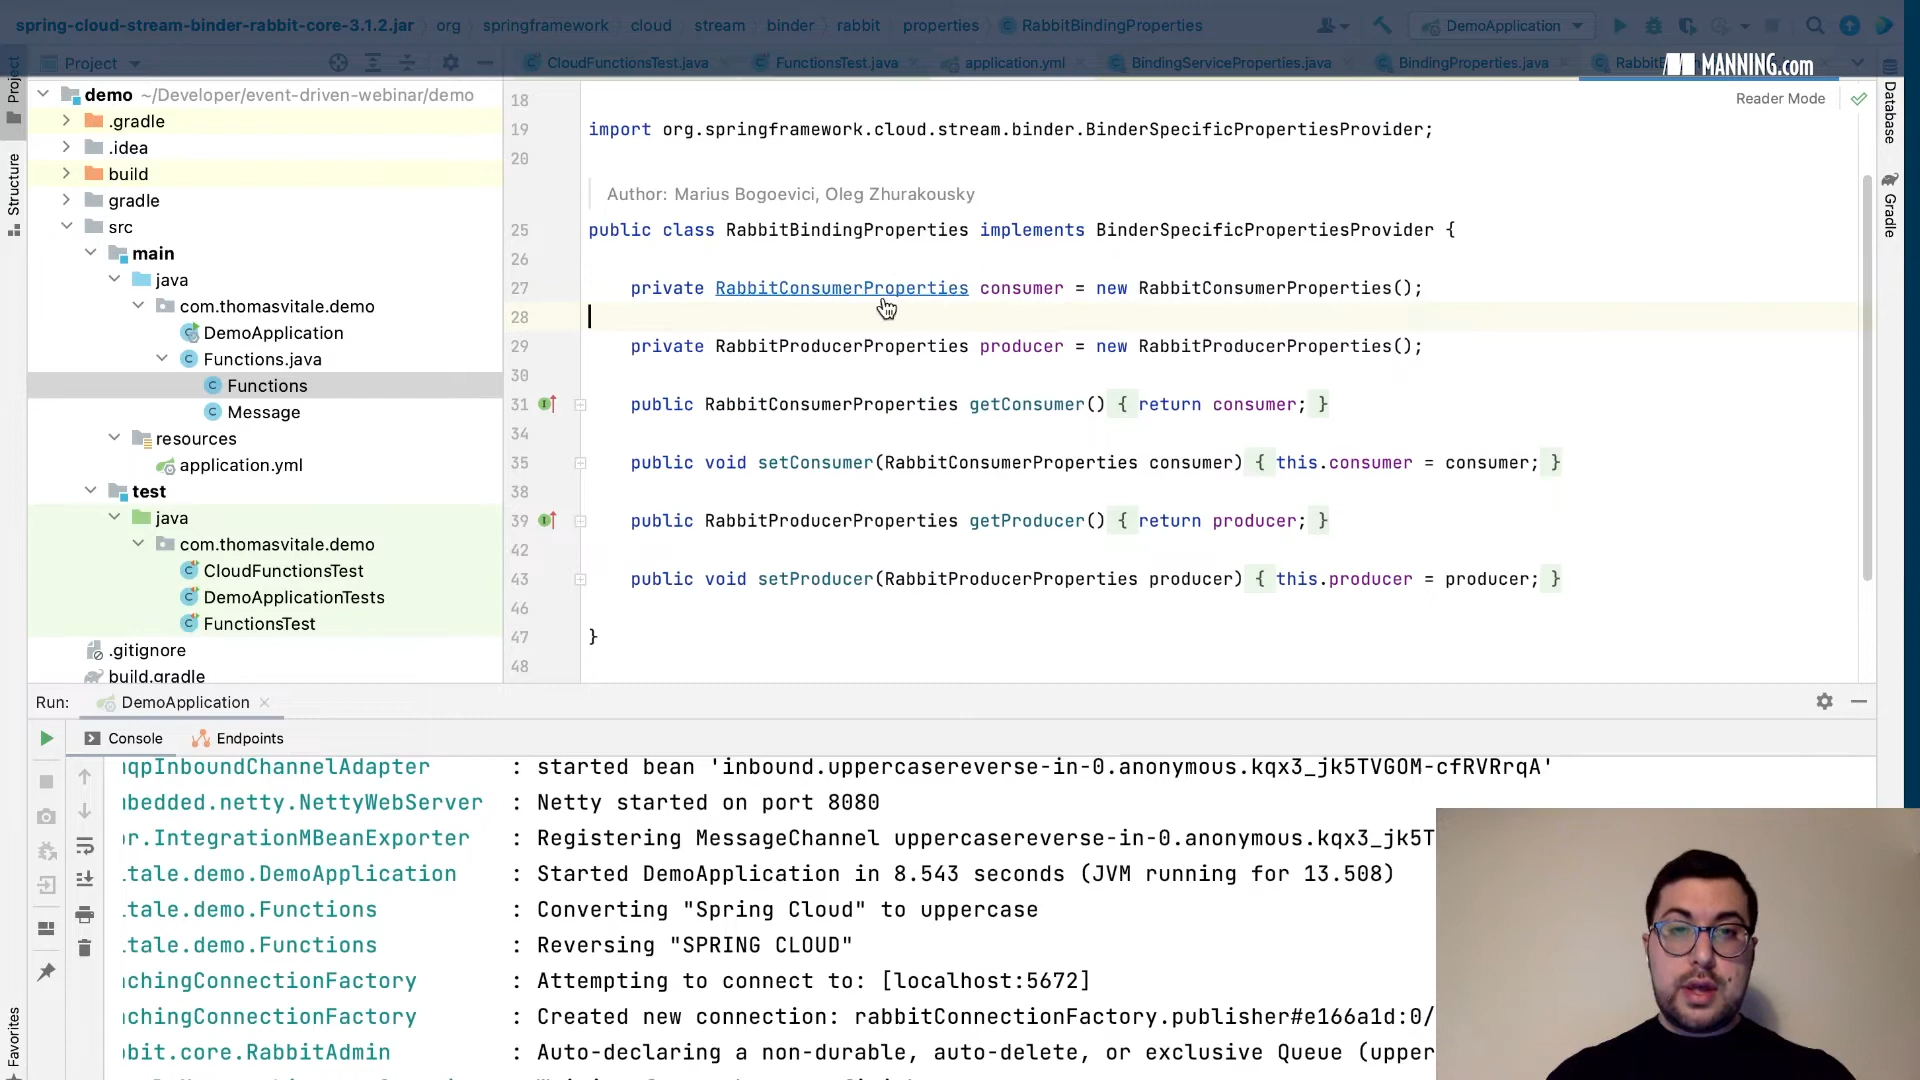 spring-cloud-stream-binder-rabbit-core-3.1.2.jar org springframework cloud stream binder rabbit properties RabbitBindingProperties DemoApplication
Project CloudFunctionsTest.java FunctionsTest.java application.yml BindingServiceProperties.java BindingProperties.java
MANNING.com
Reader Mode
Project
Structure
Favorites
Database
Gradle
demo ~/Developer/event-driven-webinar/demo
.gradle
.idea
build
gradle
src
main
java
com.thomasvitale.demo
DemoApplication
Functions.java
Functions
Message
resources
application.yml
test
java
com.thomasvitale.demo
CloudFunctionsTest
DemoApplicationTests
FunctionsTest
.gitignore
build.gradle
18
19 import org.springframework.cloud.stream.binder.BinderSpecificPropertiesProvider;
20
Author: Marius Bogoevici, Oleg Zhurakousky
25 public class RabbitBindingProperties implements BinderSpecificPropertiesProvider {
26
27 private RabbitConsumerProperties consumer = new RabbitConsumerProperties();
28
29 private RabbitProducerProperties producer = new RabbitProducerProperties();
30
31 public RabbitConsumerProperties getConsumer() { return consumer; }
34
35 public void setConsumer(RabbitConsumerProperties consumer) { this.consumer = consumer; }
38
39 public RabbitProducerProperties getProducer() { return producer; }
42
43 public void setProducer(RabbitProducerProperties producer) { this.producer = producer; }
46
47 }
48
Run: DemoApplication
Console Endpoints
qpInboundChannelAdapter : started bean 'inbound.uppercasereverse-in-0.anonymous.kqx3_jk5TVGOM-cfRVRrqA'
bedded.netty.NettyWebServer : Netty started on port 8080
r.IntegrationMBeanExporter : Registering MessageChannel uppercasereverse-in-0.anonymous.kqx3_jk5T
.tale.demo.DemoApplication : Started DemoApplication in 8.543 seconds (JVM running for 13.508)
.tale.demo.Functions : Converting "Spring Cloud" to uppercase
.tale.demo.Functions : Reversing "SPRING CLOUD"
chingConnectionFactory : Attempting to connect to: [localhost:5672]
chingConnectionFactory : Created new connection: rabbitConnectionFactory.publisher#e166a1d:0/
bit.core.RabbitAdmin : Auto-declaring a non-durable, auto-delete, or exclusive Queue (upper